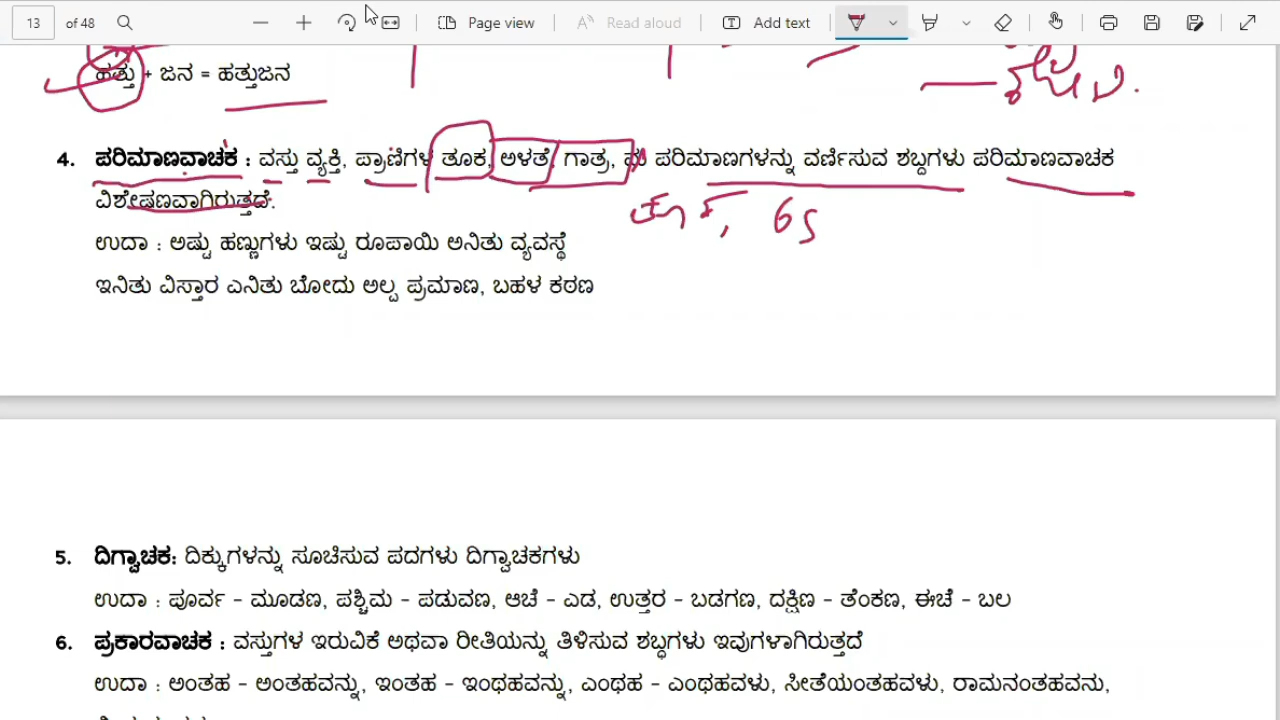 13 of 48 Page view Read aloud Add text
ಹತ್ತು + ಜನ = ಹತ್ತುಜನ
4. ಪರಿಮಾಣವಾಚಕ : ವಸ್ತು ವ್ಯಕ್ತಿ, ಪ್ರಾಣಿಗಳ ತೂಕ, ಅಳತೆ, ಗಾತ್ರ, ಪರಿಮಾಣಗಳನ್ನು ವರ್ಣಿಸುವ ಶಬ್ದಗಳು ಪರಿಮಾಣವಾಚಕ
ವಿಶೇಷಣವಾಗಿರುತ್ತದೆ.
ಉದಾ : ಅಷ್ಟು ಹಣ್ಣುಗಳು ಇಷ್ಟು ರೂಪಾಯಿ ಅನಿತು ವ್ಯವಸ್ಥೆ
ಇನಿತು ವಿಸ್ತಾರ ಎನಿತು ಬೋದು ಅಲ್ಪ ಪ್ರಮಾಣ, ಬಹಳ ಕಠಣ
5. ದಿಗ್ವಾಚಕ: ದಿಕ್ಕುಗಳನ್ನು ಸೂಚಿಸುವ ಪದಗಳು ದಿಗ್ವಾಚಕಗಳು
ಉದಾ : ಪೂರ್ವ - ಮೂಡಣ, ಪಶ್ಚಿಮ - ಪಡುವಣ, ಆಚೆ - ಎಡ, ಉತ್ತರ - ಬಡಗಣ, ದಕ್ಷಿಣ - ತೆಂಕಣ, ಈಚೆ - ಬಲ
6. ಪ್ರಕಾರವಾಚಕ : ವಸ್ತುಗಳ ಇರುವಿಕೆ ಅಥವಾ ರೀತಿಯನ್ನು ತಿಳಿಸುವ ಶಬ್ಧಗಳು ಇವುಗಳಾಗಿರುತ್ತದೆ
ಉದಾ : ಅಂತಹ - ಅಂತಹವನ್ನು, ಇಂತಹ - ಇಂಥಹವನ್ನು, ಎಂಥಹ - ಎಂಥಹವಳು, ಸೀತೆಯಂತಹವಳು, ರಾಮನಂತಹವನು,